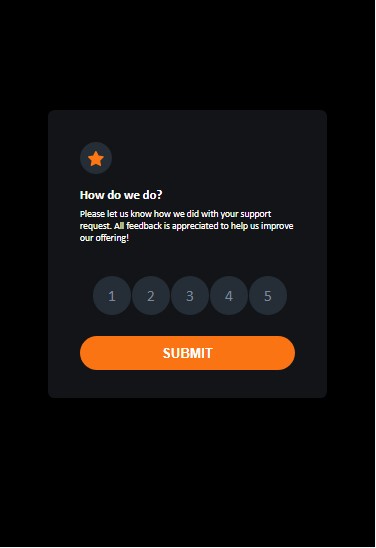 How do we do?
Please let us know how we did with your support
request. All feedback is appreciated to help us improve
our offering!
1 2 3 4 5
SUBMIT